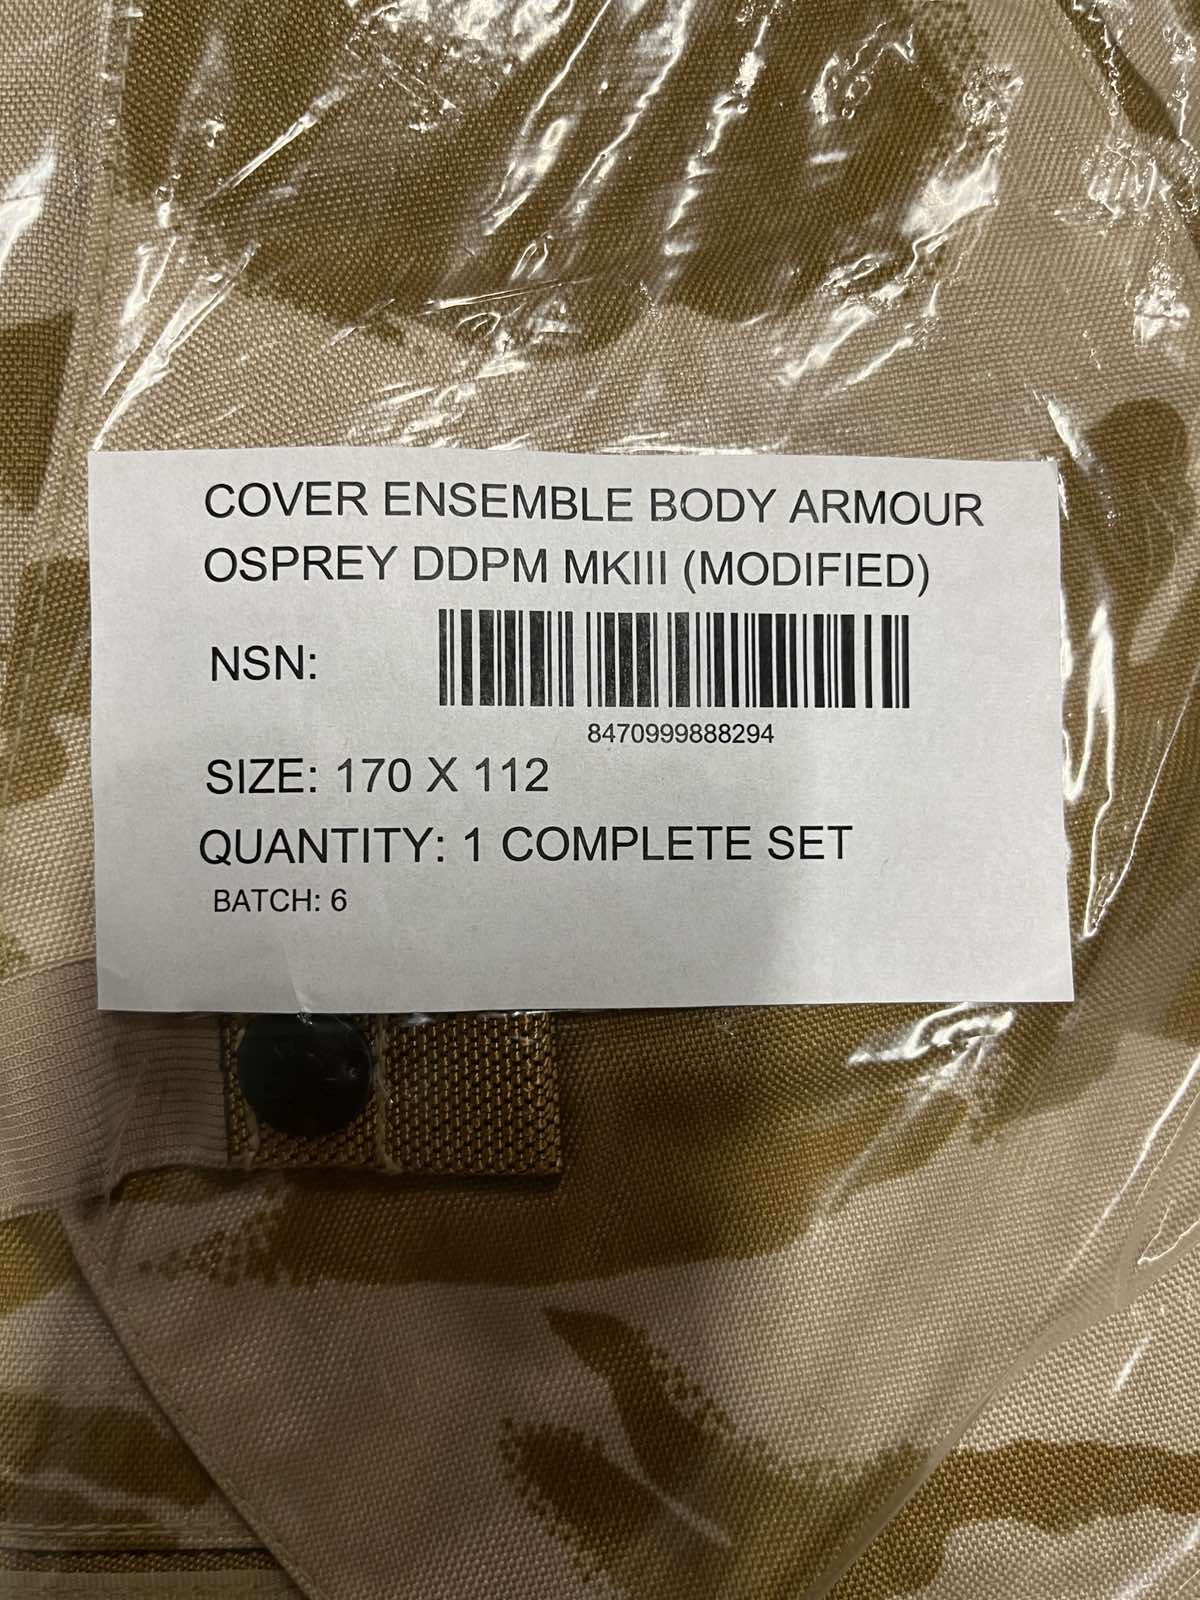 COVER ENSEMBLE BODY ARMOUR
OSPREY DDPM MKIII (MODIFIED)
NSN:
8470999888294
SIZE: 170 X 112
QUANTITY: 1 COMPLETE SET
BATCH: 6